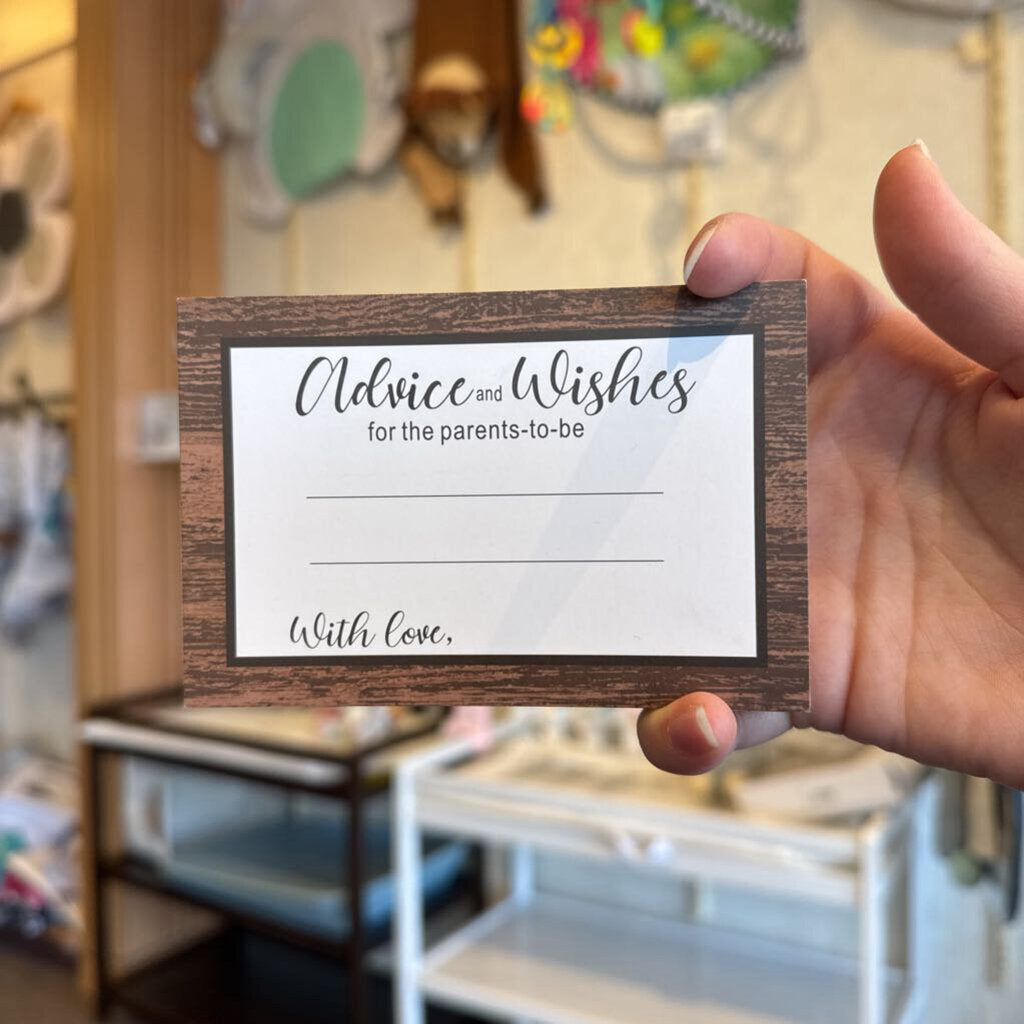 Advice and Wishes
for the parents-to-be
With love,